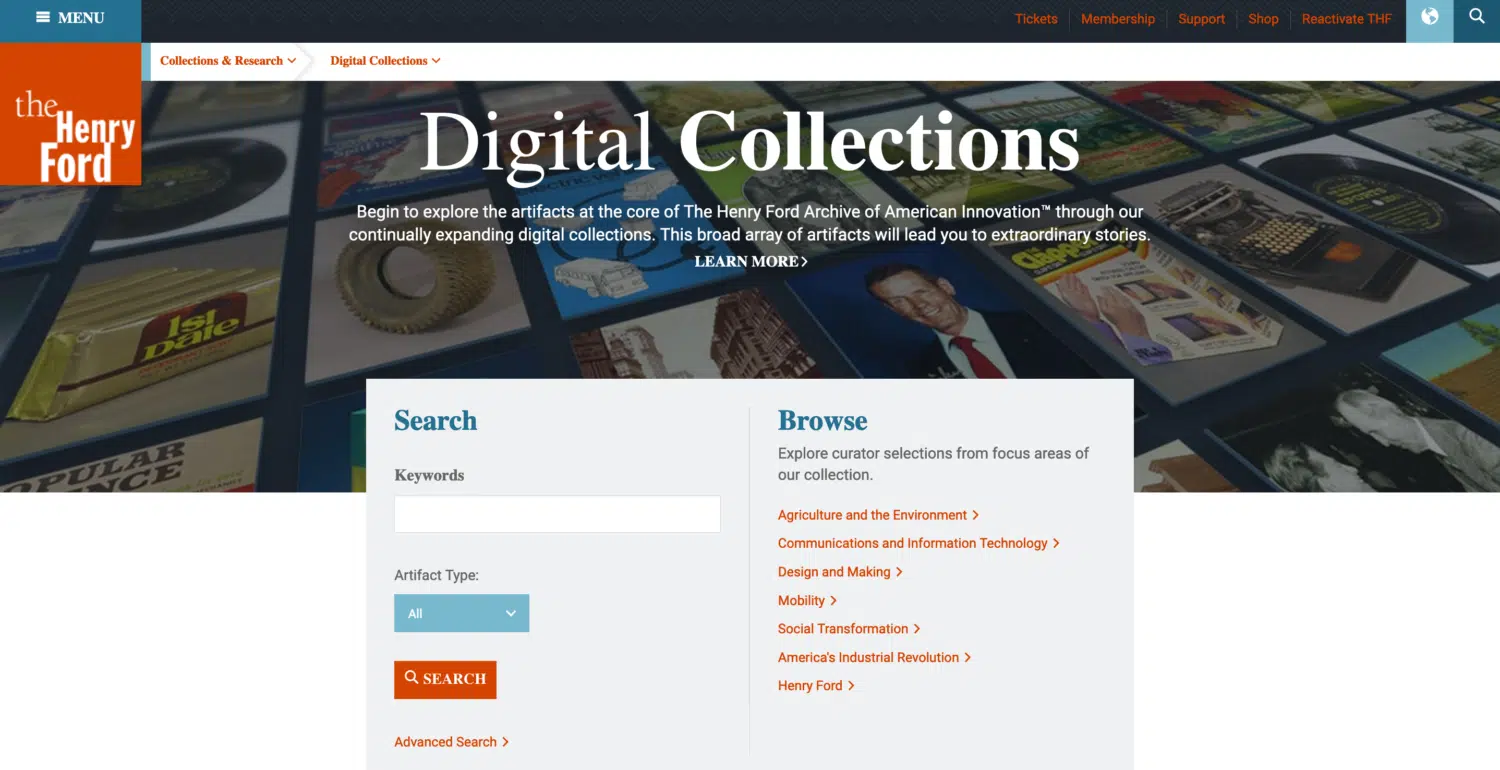 MENU
Tickets
Membership
Support
Shop
Reactivate THF
the
Henry
Ford
Collections & Research
Digital Collections
Digital Collections
Begin to explore the artifacts at the core of The Henry Ford Archive of American Innovation™ through our
continually expanding digital collections. This broad array of artifacts will lead you to extraordinary stories.
LEARN MORE
1st
Date
Clapper
POPULAR
Search
Keywords
Artifact Type:
All
SEARCH
Advanced Search
Browse
Explore curator selections from focus areas of
our collection.
Agriculture and the Environment
Communications and Information Technology
Design and Making
Mobility
Social Transformation
America's Industrial Revolution
Henry Ford